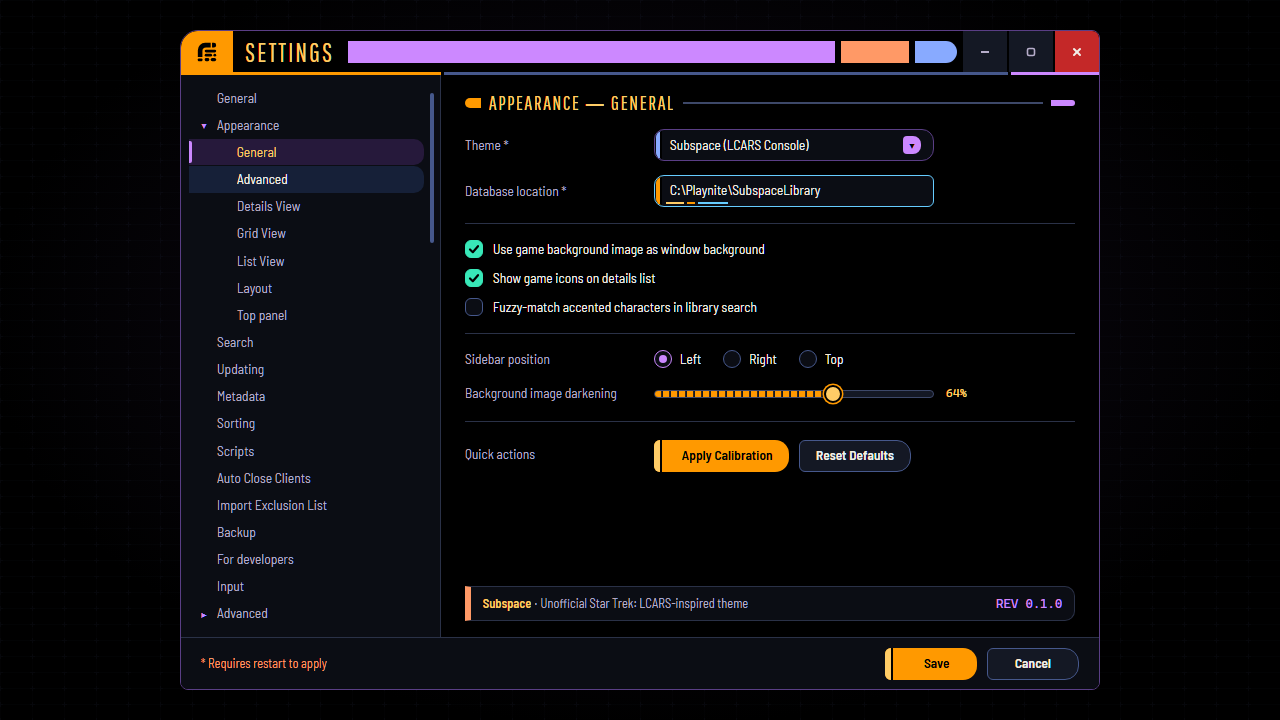 SETTINGS
General
Appearance
General
Advanced
Details View
Grid View
List View
Layout
Top panel
Search
Updating
Metadata
Sorting
Scripts
Auto Close Clients
Import Exclusion List
Backup
For developers
Input
Advanced
APPEARANCE — GENERAL
Theme * Subspace (LCARS Console)
Database location * C:\Playnite\SubspaceLibrary
Use game background image as window background
Show game icons on details list
Fuzzy-match accented characters in library search
Sidebar position Left Right Top
Background image darkening 64%
Quick actions Apply Calibration Reset Defaults
Subspace · Unofficial Star Trek: LCARS-inspired theme REV 0.1.0
* Requires restart to apply Save Cancel